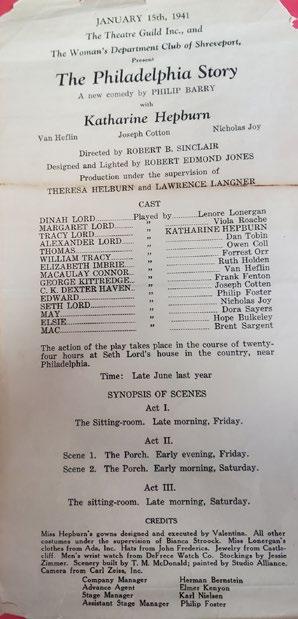 JANUARY 15th, 1941
The Theatre Guild Inc., and
The Woman's Department Club of Shreveport,
Present
The Philadelphia Story
A new comedy by PHILIP BARRY
with
Katharine Hepburn
Van Heflin Joseph Cotton Nicholas Joy
Directed by ROBERT B. SINCLAIR
Designed and Lighted by ROBERT EDMOND JONES
Production under the supervision of
THERESA HELBURN and LAWRENCE LANGNER
CAST
DINAH LORD Played by Lenore Lonergan
MARGARET LORD " Viola Roache
TRACY LORD " KATHARINE HEPBURN
ALEXANDER LORD " Dan Tobin
THOMAS " Owen Coll
WILLIAM TRACY " Forrest Orr
ELIZABETH IMBRIE " Ruth Holden
MACAULAY CONNOR " Van Heflin
GEORGE KITTREDGE " Frank Fenton
C. K. DEXTER HAVEN " Joseph Cotten
EDWARD " Philip Foster
SETH LORD " Nicholas Joy
MAY " Dora Sayers
ELSIE " Hope Bulkeley
MAC " Brent Sargent
The action of the play takes place in the course of twenty-
four hours at Seth Lord's house in the country, near
Philadelphia.
Time: Late June last year
SYNOPSIS OF SCENES
Act I.
The Sitting-room. Late morning, Friday.
Act II.
Scene 1. The Porch. Early evening, Friday.
Scene 2. The Porch. Early morning, Saturday.
Act III.
The sitting-room. Late morning, Saturday.
CREDITS
Miss Hepburn's gowns designed and executed by Valentina. All other
costumes under the supervision of Bianca Stroock. Miss Lonergan's
clothes from Ads, Inc. Hats from John Frederics. Jewelry from Castle-
cliff. Men's wrist watch from DeFrece Watch Co. Stockings by Jessie
Zimmer. Scenery built by T. M. McDonald; painted by Studio Alliance.
Camera from Carl Zeiss, Inc.
Company Manager Herman Bernstein
Advance Agent Elmer Kenyon
Stage Manager Karl Nielsen
Assistant Stage Manager Philip Foster